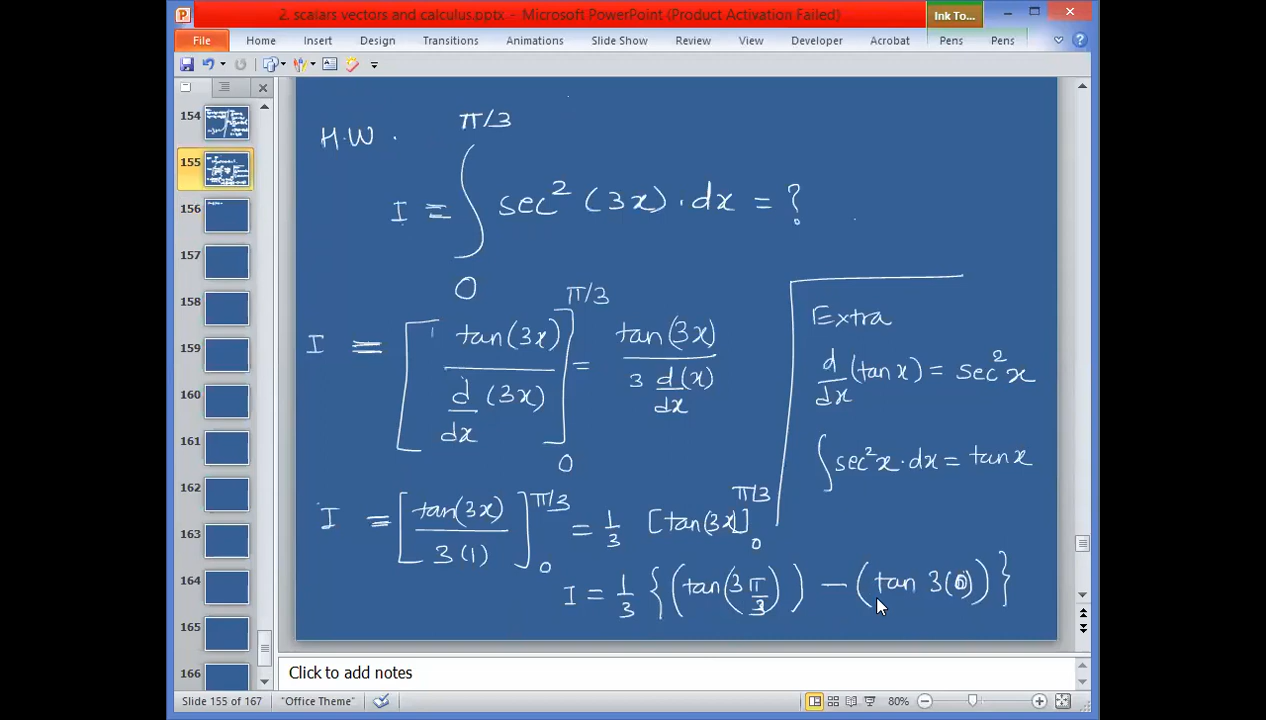 2. scalars vectors and calculus.pptx - Microsoft PowerPoint (Product Activation Failed)
Ink To...
File Home Insert Design Transitions Animations Slide Show Review View Developer Acrobat Pens Pens
154
155
156
157
158
159
160
161
162
163
164
165
166
H.W.
I = ∫₀^{π/3} sec² (3x) · dx = ?
I = [tan(3x) / d/dx (3x)]₀^{π/3} = tan(3x) / 3 d/dx (x)
I = [tan(3x) / 3(1)]₀^{π/3} = 1/3 [tan(3x)]₀^{π/3}
I = 1/3 {(tan(3π/3)) − (tan 3(0))}
Extra
d/dx (tan x) = sec² x
∫ sec² x · dx = tan x
Click to add notes
Slide 155 of 167 "Office Theme" 80%